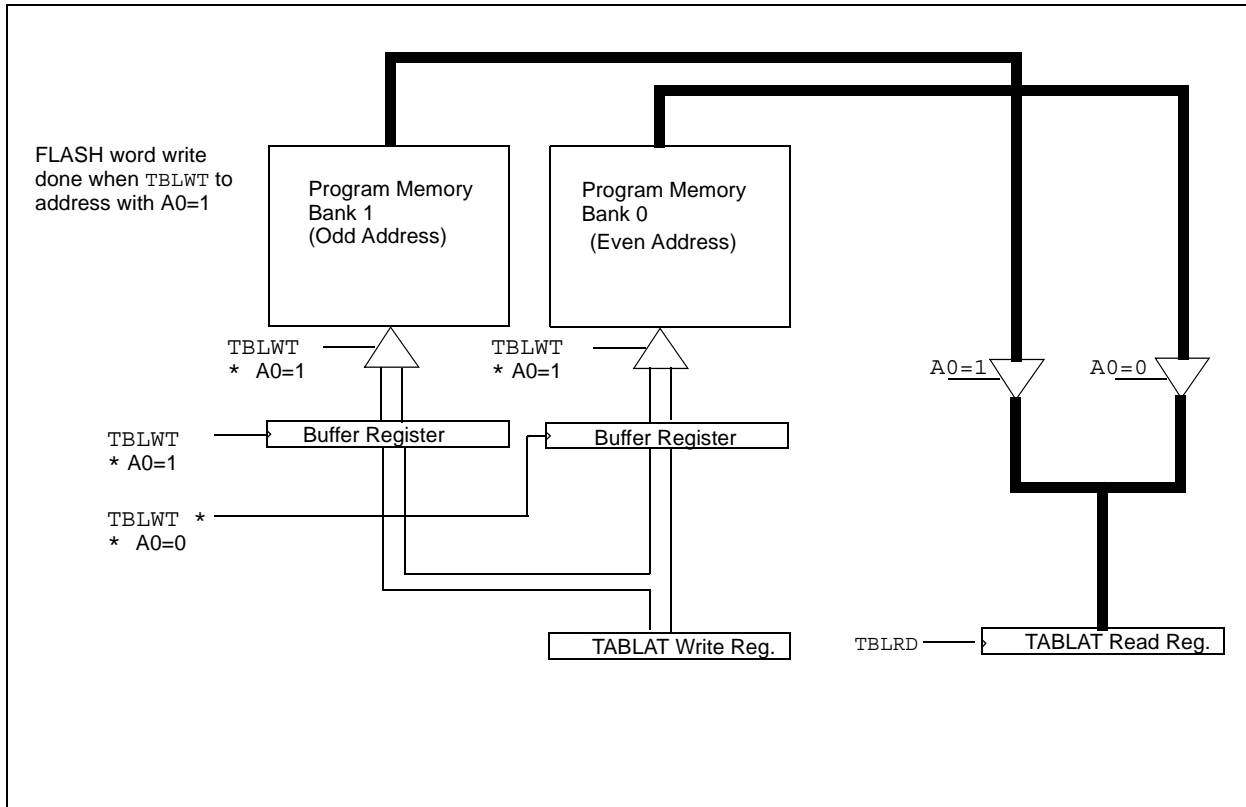 FLASH word write
done when TBLWT to
address with A0=1
Program Memory
Bank 1
(Odd Address)
Program Memory
Bank 0
(Even Address)
TBLWT
* A0=1
TBLWT
* A0=1
A0=1
A0=0
TBLWT
* A0=1
Buffer Register
Buffer Register
TBLWT *
* A0=0
TABLAT Write Reg.
TBLRD
TABLAT Read Reg.